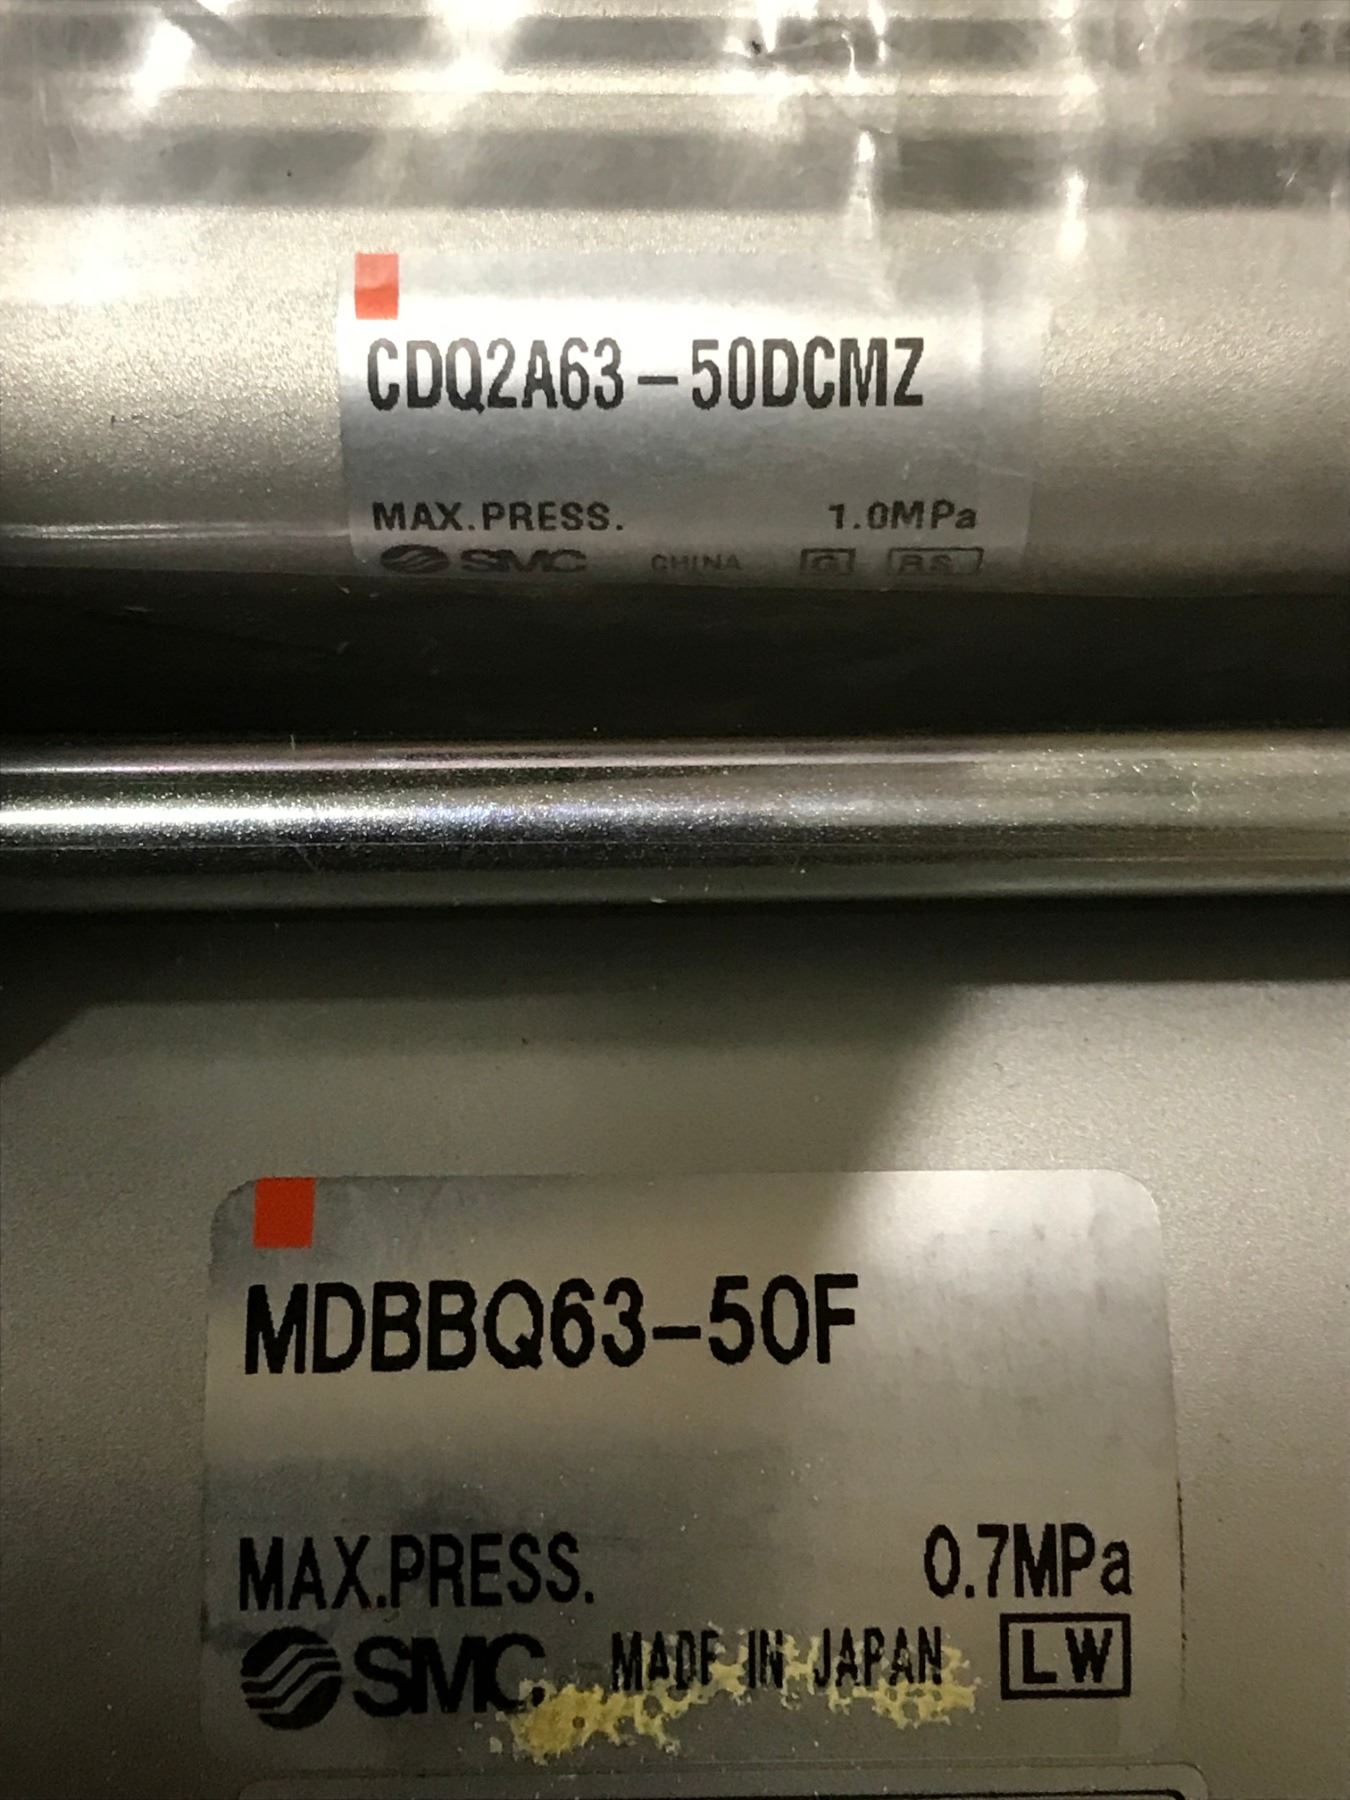 CDQ2A63-50DCMZ
MAX.PRESS. 1.0MPa
SMC CHINA G RS
MDBBQ63-50F
MAX.PRESS. 0.7MPa
SMC MADE IN JAPAN LW